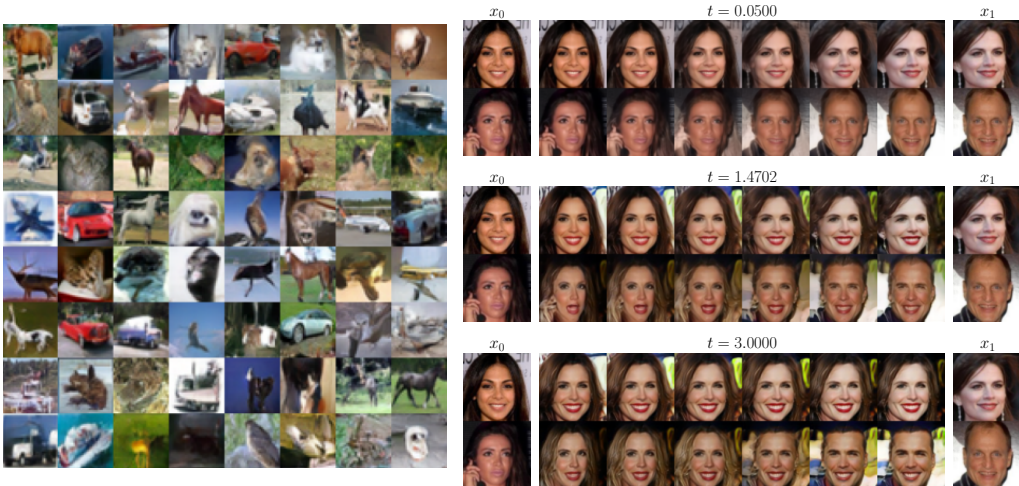 x₀ t = 0.0500 x₁
x₀ t = 1.4702 x₁
x₀ t = 3.0000 x₁